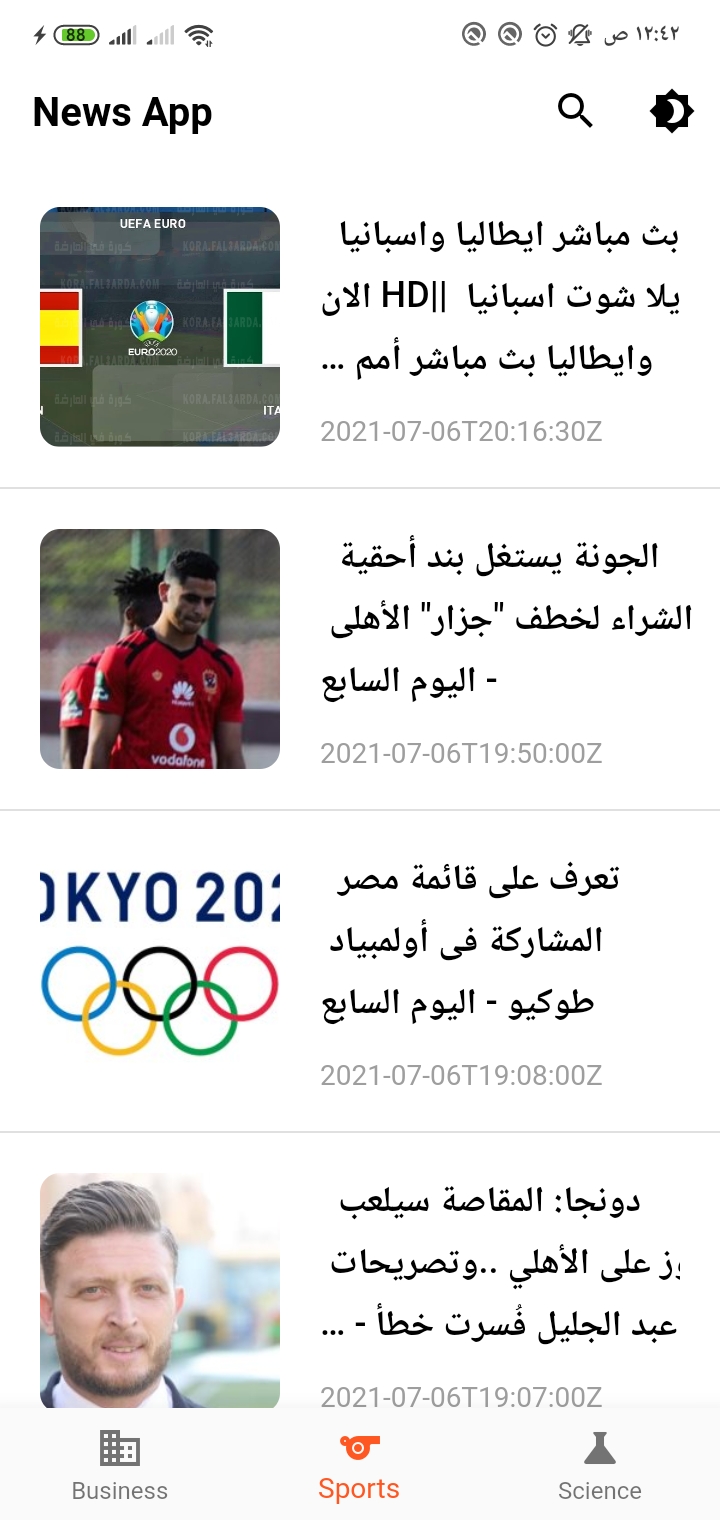 88
١٢:٤٢ ص
News App
UEFA EURO
EURO2020
ITA
بث مباشر ايطاليا واسبانيا
يلا شوت اسبانيا ||HD الان
وايطاليا بث مباشر أمم ...
2021-07-06T20:16:30Z
HUAWEI
vodafone
الجونة يستغل بند أحقية
الشراء لخطف "جزار" الأهلى
- اليوم السابع
2021-07-06T19:50:00Z
OKYO 202
تعرف على قائمة مصر
المشاركة فى أولمبياد
طوكيو - اليوم السابع
2021-07-06T19:08:00Z
دونجا: المقاصة سيلعب
وز على الأهلي ..وتصريحات
عبد الجليل فُسرت خطأ - ...
2021-07-06T19:07:00Z
Business
Sports
Science